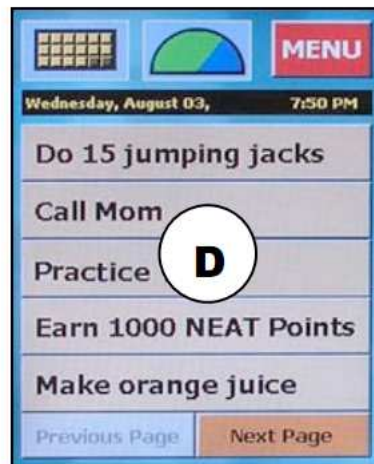 MENU
Wednesday, August 03, 7:50 PM
Do 15 jumping jacks
Call Mom
Practice
D
Earn 1000 NEAT Points
Make orange juice
Previous Page Next Page